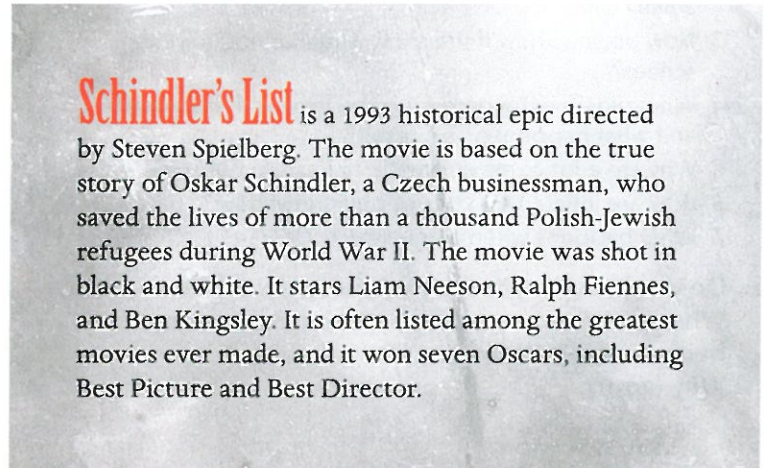 Schindler's List is a 1993 historical epic directed
by Steven Spielberg. The movie is based on the true
story of Oskar Schindler, a Czech businessman, who
saved the lives of more than a thousand Polish-Jewish
refugees during World War II. The movie was shot in
black and white. It stars Liam Neeson, Ralph Fiennes,
and Ben Kingsley. It is often listed among the greatest
movies ever made, and it won seven Oscars, including
Best Picture and Best Director.